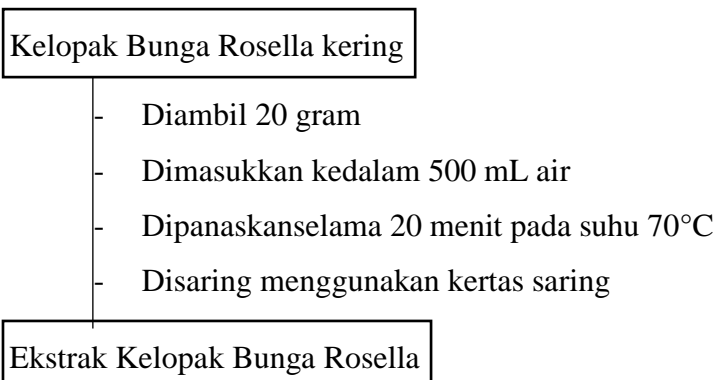 Kelopak Bunga Rosella kering
- Diambil 20 gram
- Dimasukkan kedalam 500 mL air
- Dipanaskanselama 20 menit pada suhu 70°C
- Disaring menggunakan kertas saring
Ekstrak Kelopak Bunga Rosella